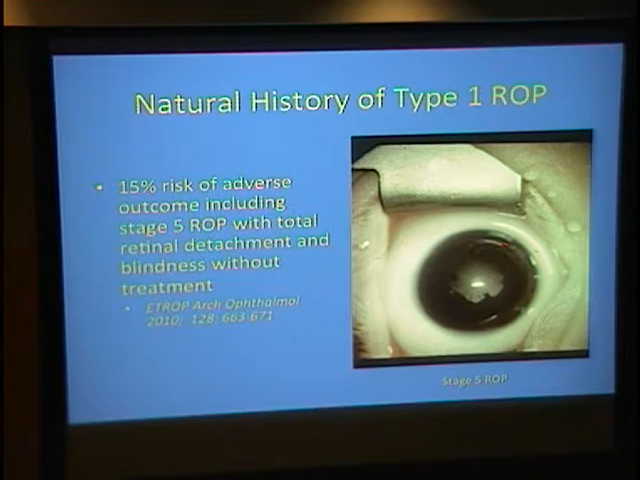 Natural History of Type 1 ROP
• 15% risk of adverse
outcome including
stage 5 ROP with total
retinal detachment and
blindness without
treatment
• ETROP Arch Ophthalmol
2010; 128: 663-671
Stage 5 ROP